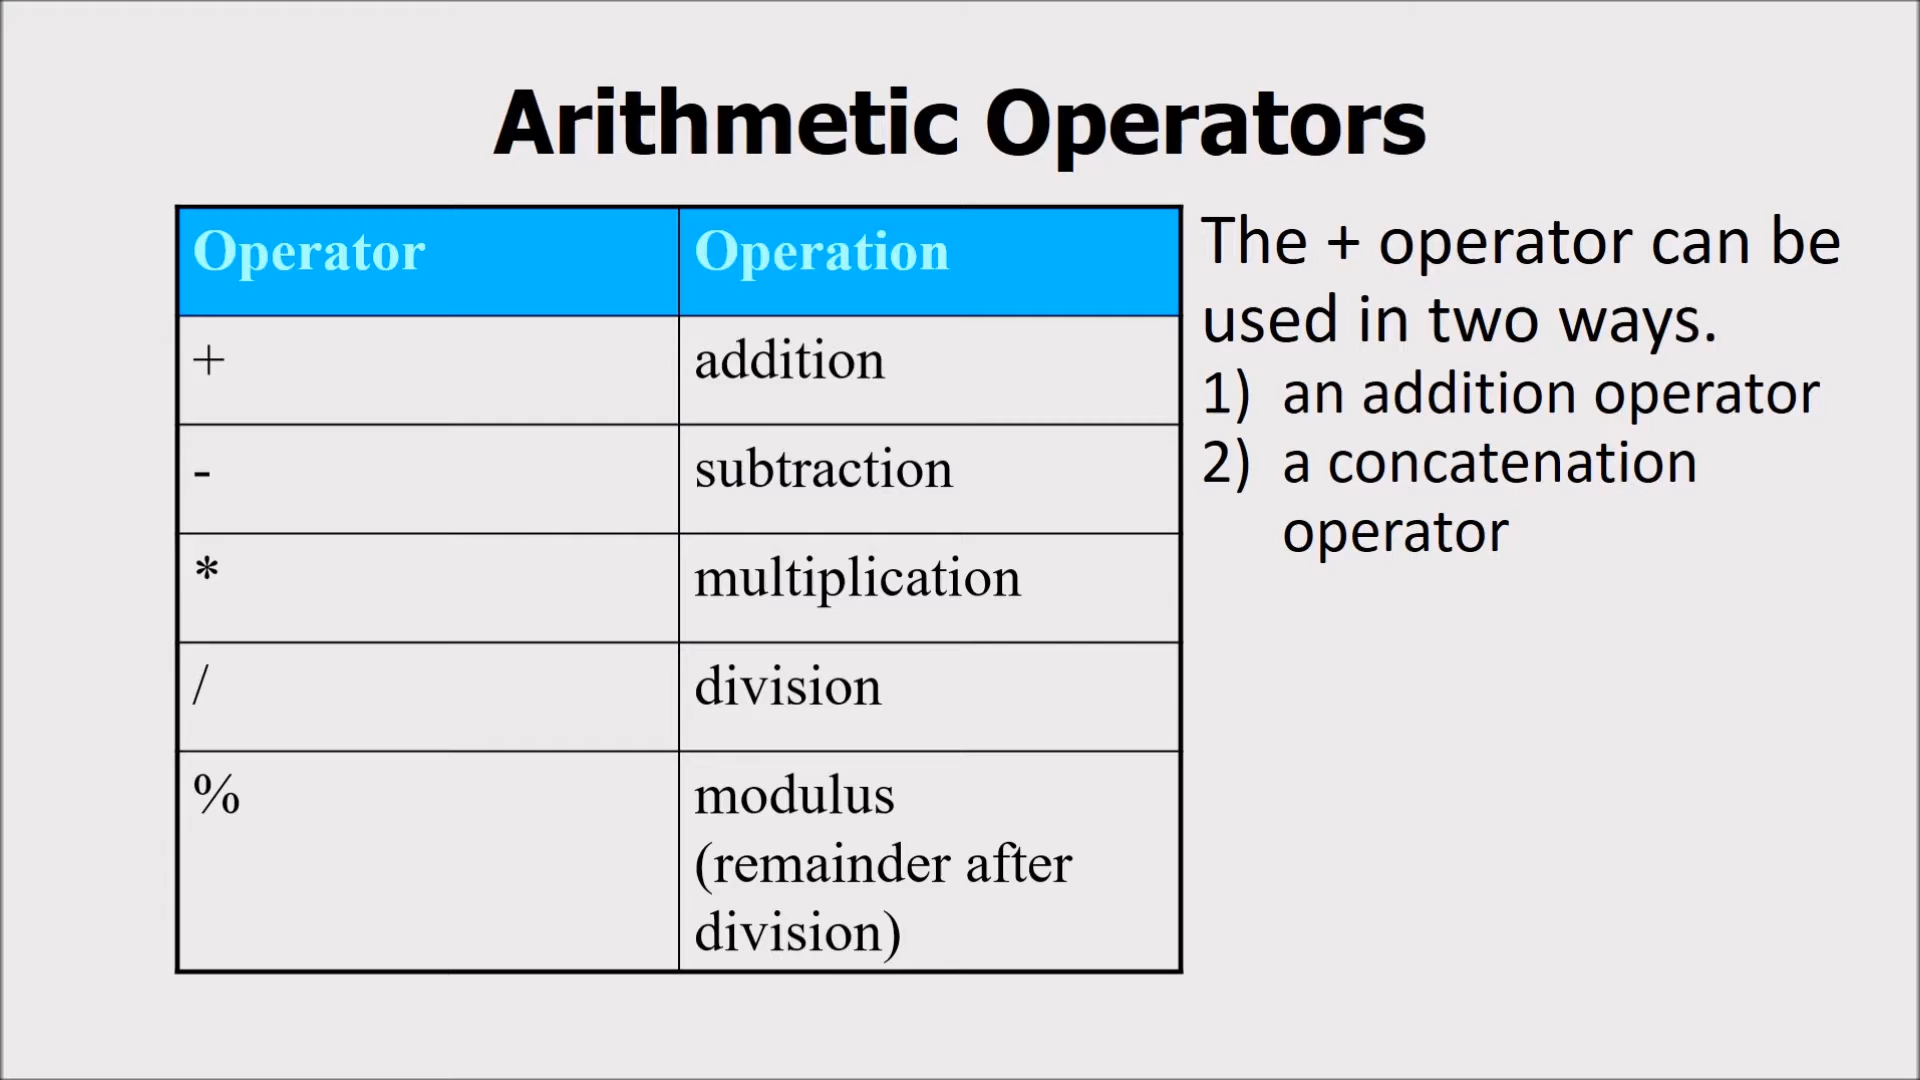 Arithmetic Operators
Operator Operation
+ addition
- subtraction
* multiplication
/ division
% modulus
(remainder after
division)
The + operator can be
used in two ways.
1) an addition operator
2) a concatenation
operator